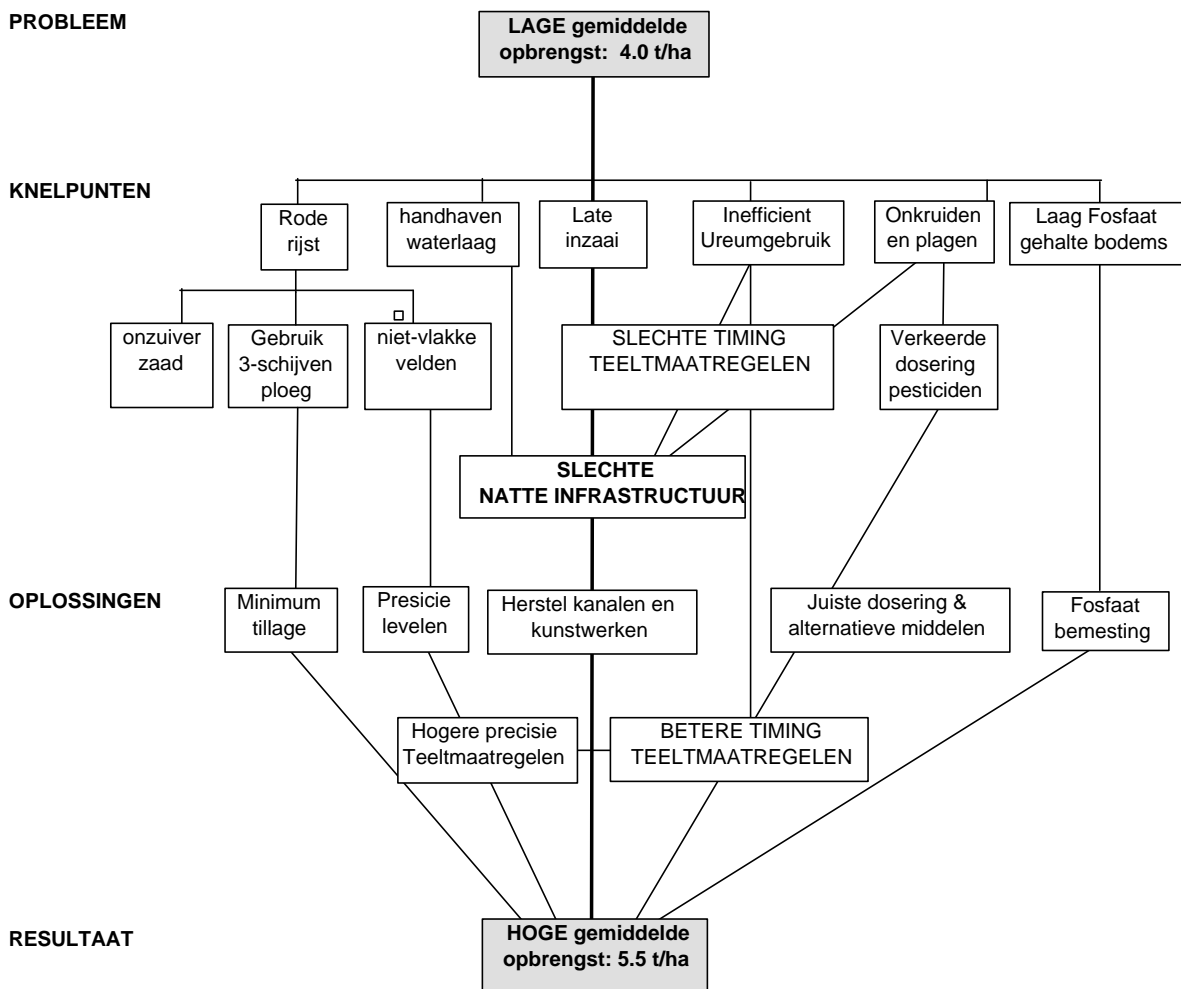 PROBLEEM
LAGE gemiddelde
opbrengst: 4.0 t/ha
KNELPUNTEN
Rode
rijst
handhaven
waterlaag
Late
inzaai
Inefficient
Ureumgebruik
Onkruiden
en plagen
Laag Fosfaat
gehalte bodems
onzuiver
zaad
Gebruik
3-schijven
ploeg
niet-vlakke
velden
SLECHTE TIMING
TEELTMAATREGELEN
Verkeerde
dosering
pesticiden
SLECHTE
NATTE INFRASTRUCTUUR
OPLOSSINGEN
Minimum
tillage
Presicie
levelen
Herstel kanalen en
kunstwerken
Juiste dosering &
alternatieve middelen
Fosfaat
bemesting
Hogere precisie
Teeltmaatregelen
BETERE TIMING
TEELTMAATREGELEN
RESULTAAT
HOGE gemiddelde
opbrengst: 5.5 t/ha